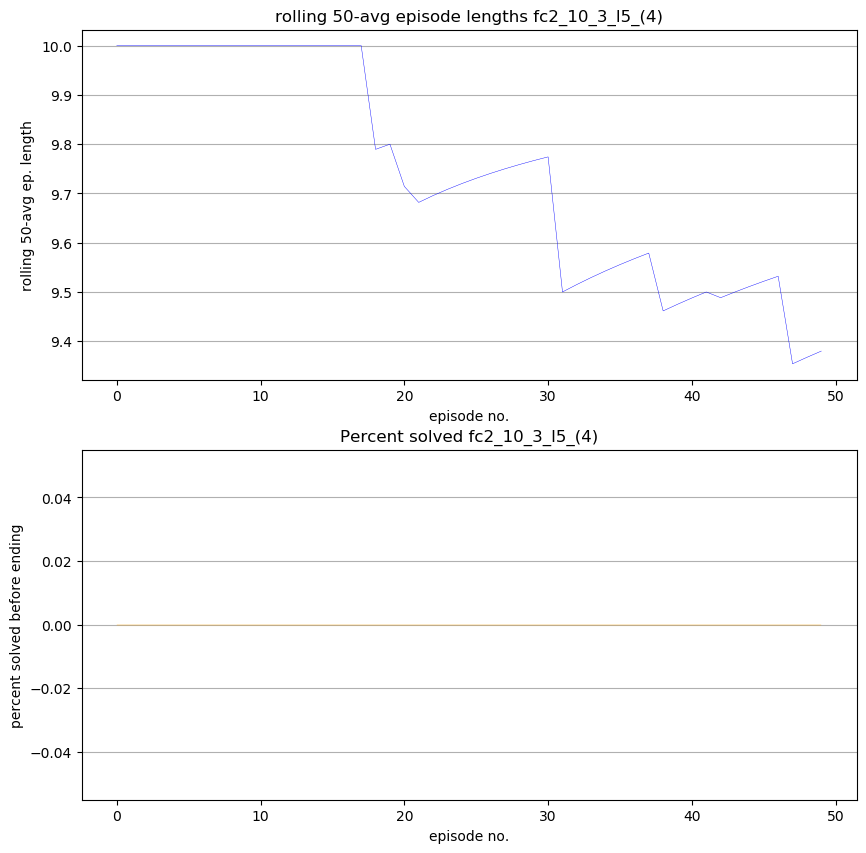 rolling 50-avg episode lengths fc2_10_3_l5_(4)
10.0
9.9
9.8
9.7
9.6
9.5
9.4
rolling 50-avg ep. length
0 10 20 30 40 50
episode no.
Percent solved fc2_10_3_l5_(4)
0.04
0.02
0.00
−0.02
−0.04
percent solved before ending
0 10 20 30 40 50
episode no.